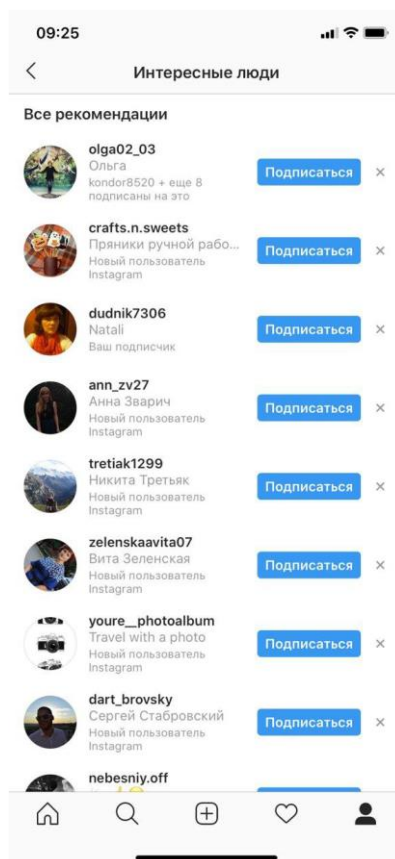 09:25
Интересные люди
Все рекомендации
olga02_03
Ольга
kondor8520 + еще 8
подписаны на это
Подписаться
crafts.n.sweets
Пряники ручной рабо...
Новый пользователь
Instagram
Подписаться
dudnik7306
Natali
Ваш подписчик
Подписаться
ann_zv27
Анна Зварич
Новый пользователь
Instagram
Подписаться
tretiak1299
Никита Третьяк
Новый пользователь
Instagram
Подписаться
zelenskaavita07
Вита Зеленская
Новый пользователь
Instagram
Подписаться
youre__photoalbum
Travel with a photo
Новый пользователь
Instagram
Подписаться
dart_brovsky
Сергей Стабровский
Новый пользователь
Instagram
Подписаться
nebesniy.off